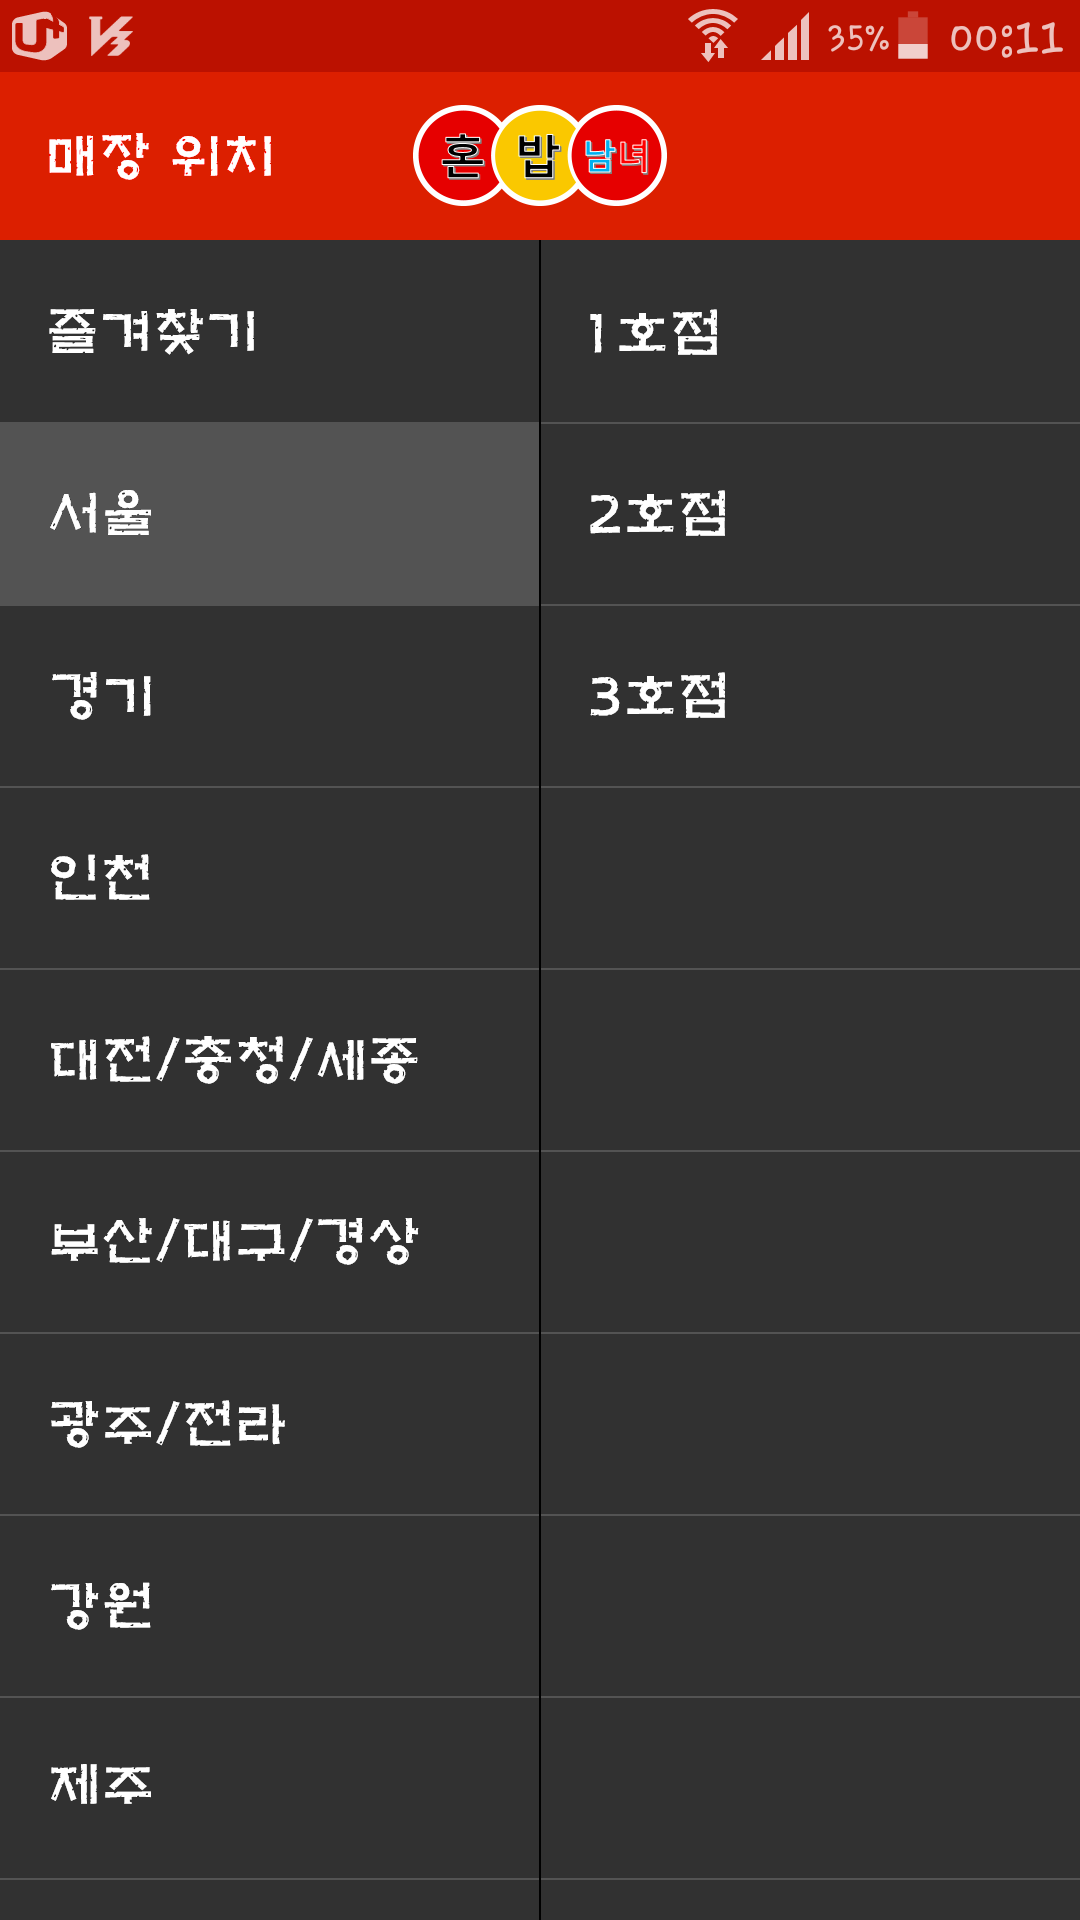 U+ V3 35% 00:11
매장 위치 혼 밥 남녀
즐겨찾기 1호점
서울 2호점
경기 3호점
인천
대전/충청/세종
부산/대구/경상
광주/전라
강원
제주